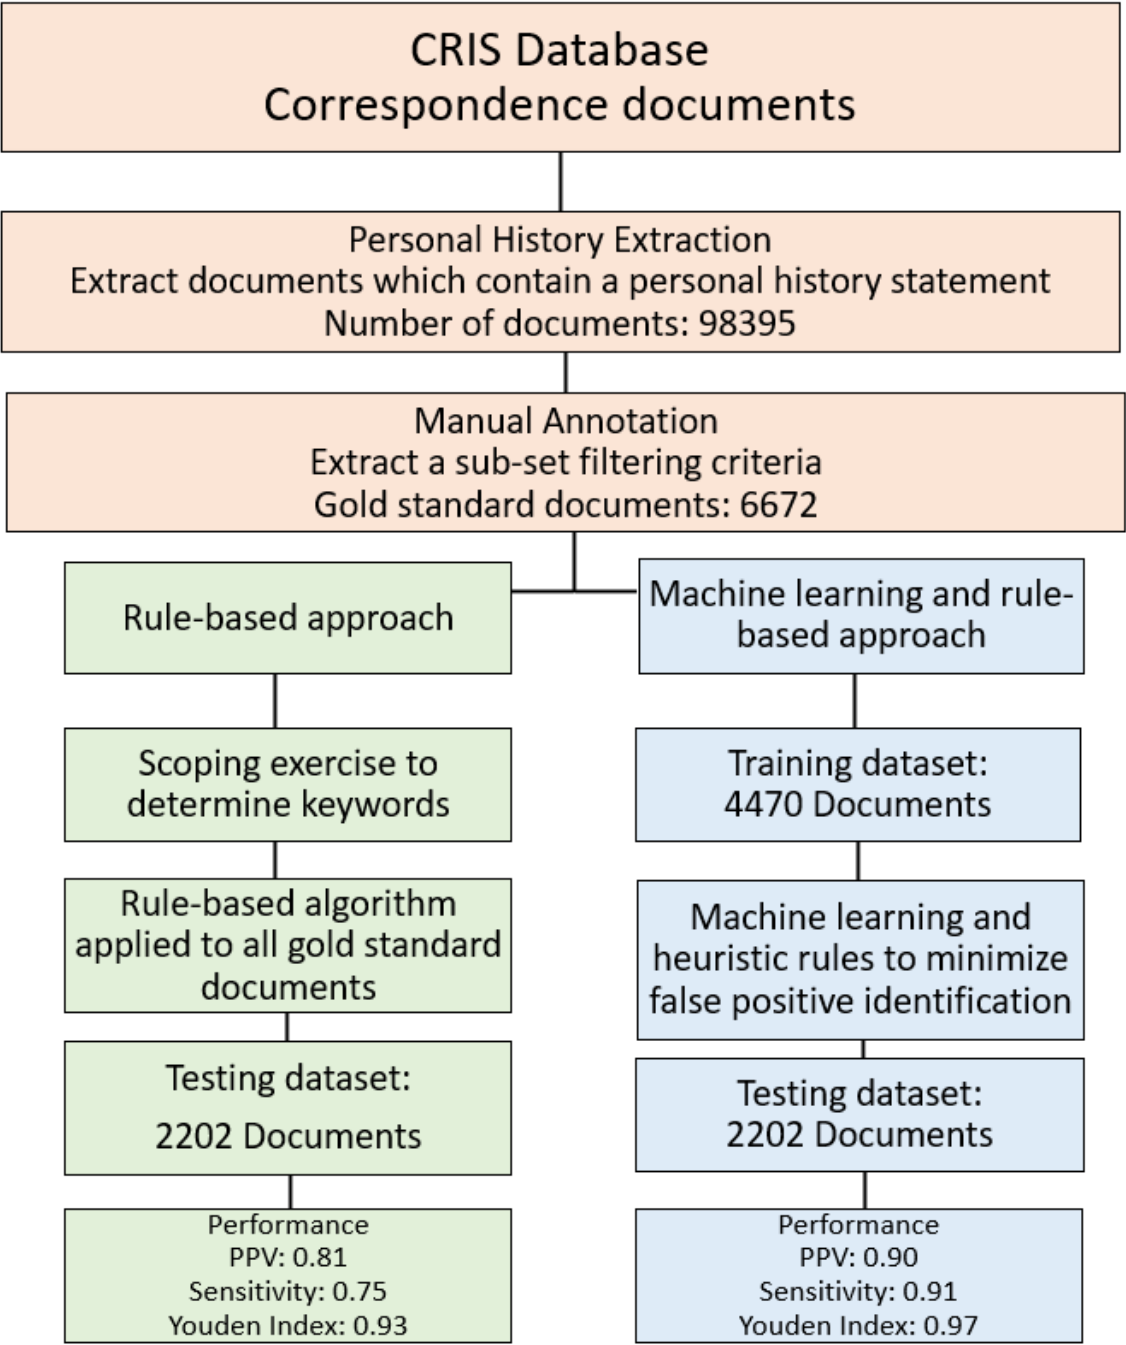 CRIS Database
Correspondence documents
Personal History Extraction
Extract documents which contain a personal history statement
Number of documents: 98395
Manual Annotation
Extract a sub-set filtering criteria
Gold standard documents: 6672
Rule-based approach
Scoping exercise to
determine keywords
Rule-based algorithm
applied to all gold standard
documents
Testing dataset:
2202 Documents
Performance
PPV: 0.81
Sensitivity: 0.75
Youden Index: 0.93
Machine learning and rule-
based approach
Training dataset:
4470 Documents
Machine learning and
heuristic rules to minimize
false positive identification
Testing dataset:
2202 Documents
Performance
PPV: 0.90
Sensitivity: 0.91
Youden Index: 0.97